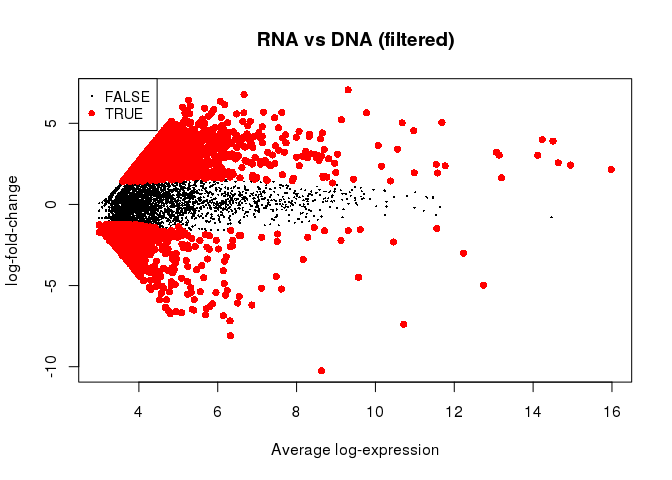 RNA vs DNA (filtered)
FALSE
TRUE
log-fold-change
5
0
-5
-10
4
6
8
10
12
14
16
Average log-expression